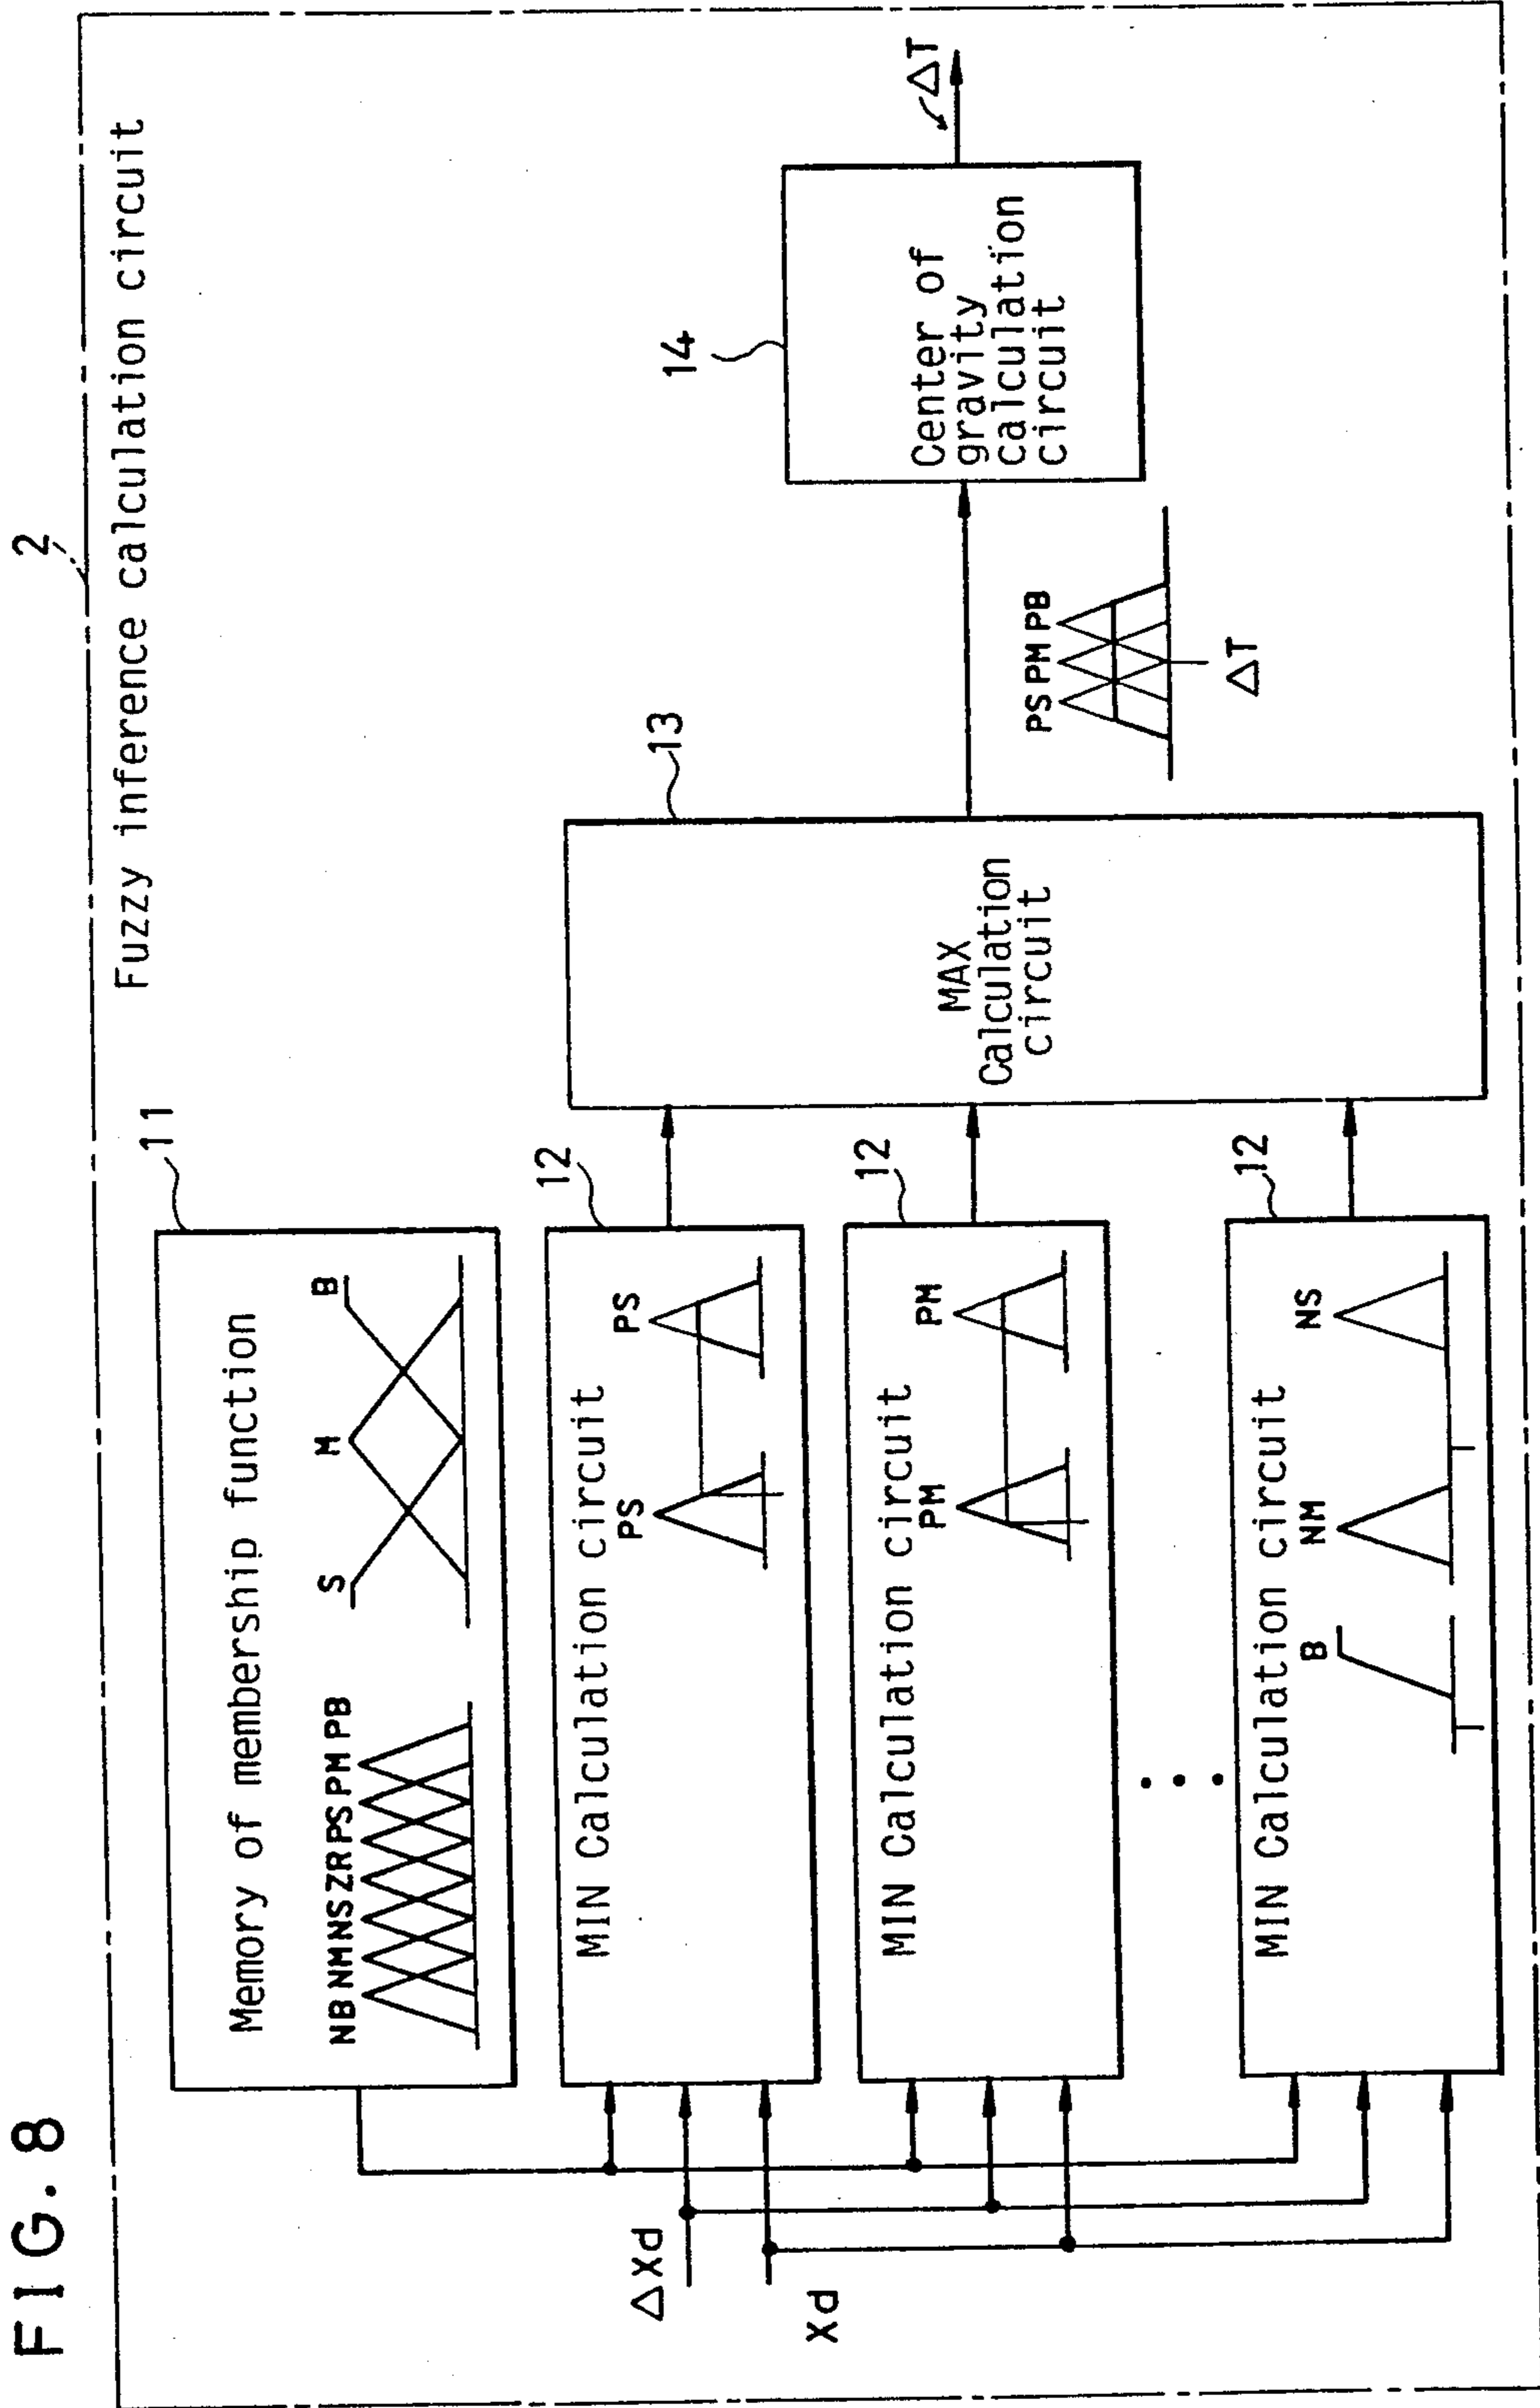 FIG. 8
2
Fuzzy inference calculation circuit
11
Memory of membership function
NB NM NS ZR PS PM PB
S M B
ΔXd
Xd
12
MIN Calculation circuit
PS PS
12
MIN Calculation circuit
PM PM
12
MIN Calculation circuit
B NM NS
13
MAX
Calculation
circuit
PS PM PB
ΔT
14
Center of
gravity
calculation
circuit
ΔT